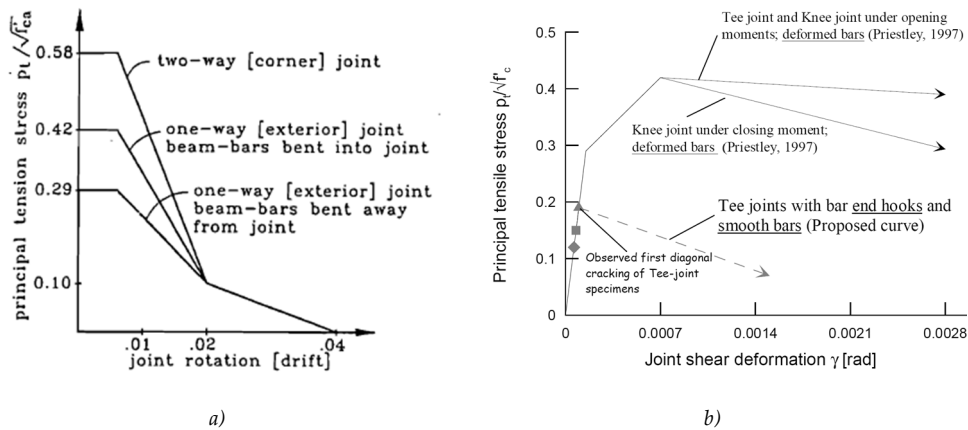 principal tension stress pt/√f'ca
0.58
0.42
0.29
0.10
two-way [corner] joint
one-way [exterior] joint
beam-bars bent into joint
one-way [exterior] joint
beam-bars bent away
from joint
.01
.02
.04
joint rotation [drift]
a)
Principal tensile stress pt/√f'c
0.5
0.4
0.3
0.2
0.1
0
Tee joint and Knee joint under opening
moments; deformed bars (Priestley, 1997)
Knee joint under closing moment;
deformed bars (Priestley, 1997)
Tee joints with bar end hooks and
smooth bars (Proposed curve)
Observed first diagonal
cracking of Tee-joint
specimens
0
0.0007
0.0014
0.0021
0.0028
Joint shear deformation γ [rad]
b)